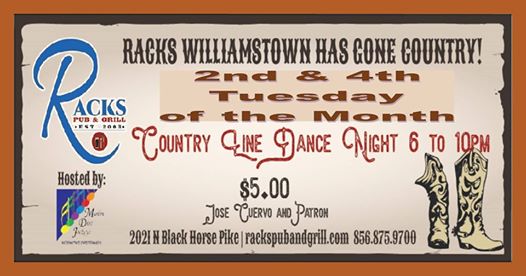 RACKS WILLIAMSTOWN HAS GONE COUNTRY!
2nd & 4th
Tuesday
of the Month
RACKS
PUB & GRILL
EST 2003
Country Line Dance Night 6 to 10pm
Hosted by:
$5.00
Jose Cuervo and Patron
2021 N Black Horse Pike | rackspubandgrill.com 856.875.9700